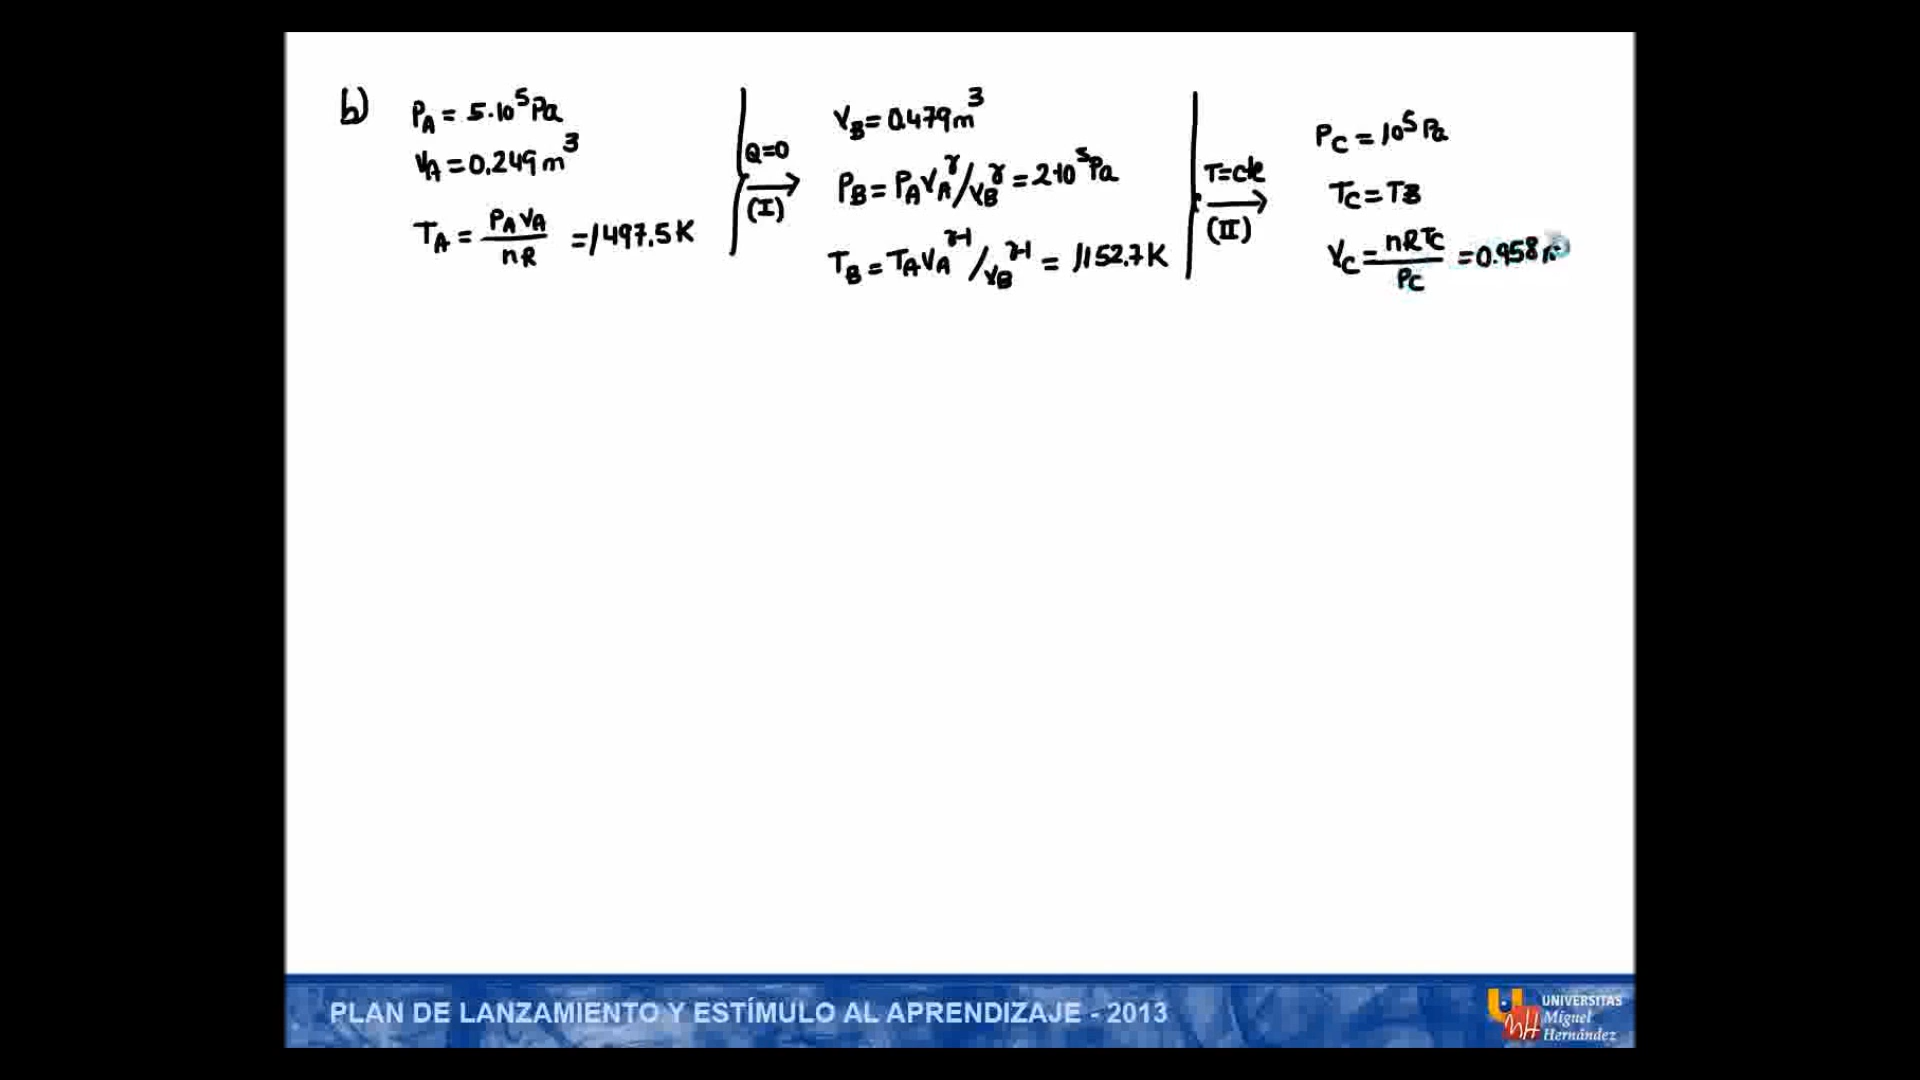 b)
P_A = 5·10^5 Pa
V_A = 0.249 m^3
T_A = P_A V_A / nR = 1497.5 K
Q=0
(I)
V_B = 0.479 m^3
P_B = P_A V_A^γ / V_B^γ = 2·10^5 Pa
T_B = T_A V_A^γ-1 / V_B^γ-1 = 1152.7 K
T=cte
(II)
P_C = 10^5 Pa
T_C = T_B
V_C = nRT_C / P_C = 0.958
PLAN DE LANZAMIENTO Y ESTÍMULO AL APRENDIZAJE - 2013
UNIVERSITAS
Miguel
Hernández